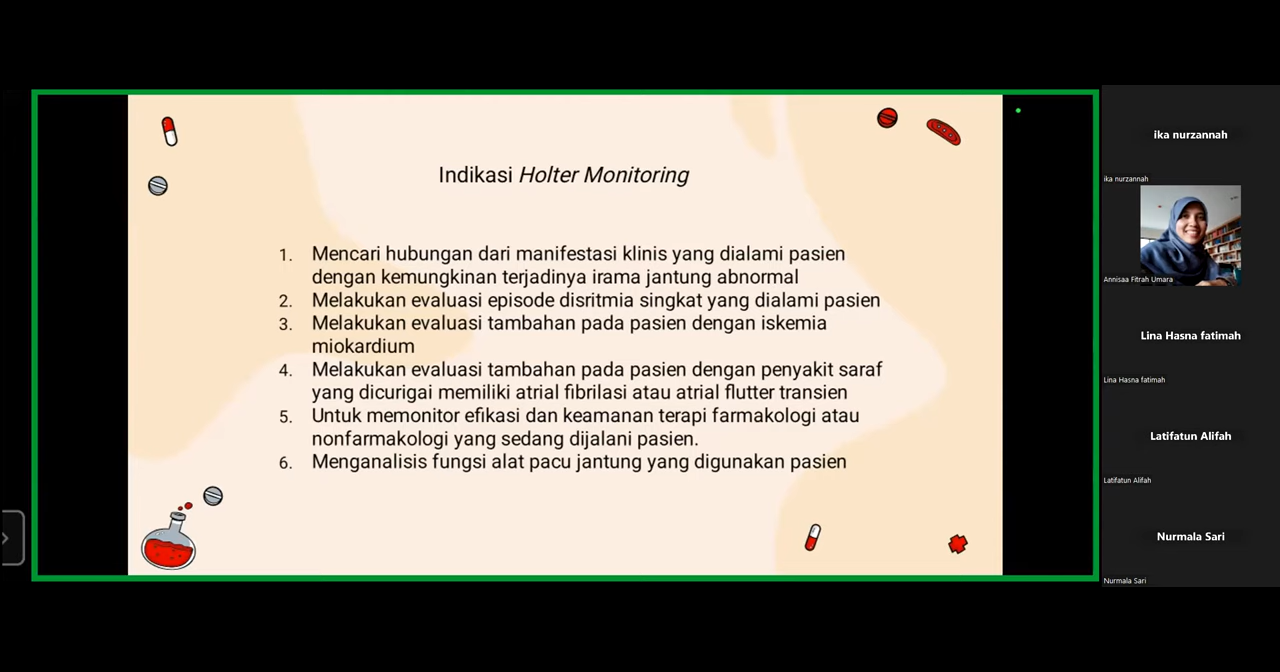 Indikasi Holter Monitoring
1. Mencari hubungan dari manifestasi klinis yang dialami pasien
dengan kemungkinan terjadinya irama jantung abnormal
2. Melakukan evaluasi episode disritmia singkat yang dialami pasien
3. Melakukan evaluasi tambahan pada pasien dengan iskemia
miokardium
4. Melakukan evaluasi tambahan pada pasien dengan penyakit saraf
yang dicurigai memiliki atrial fibrilasi atau atrial flutter transien
5. Untuk memonitor efikasi dan keamanan terapi farmakologi atau
nonfarmakologi yang sedang dijalani pasien.
6. Menganalisis fungsi alat pacu jantung yang digunakan pasien
ika nurzannah
ika nurzannah
Annisaa Fitrah Umara
Lina Hasna fatimah
Lina Hasna fatimah
Latifatun Alifah
Latifatun Alifah
Nurmala Sari
Nurmala Sari